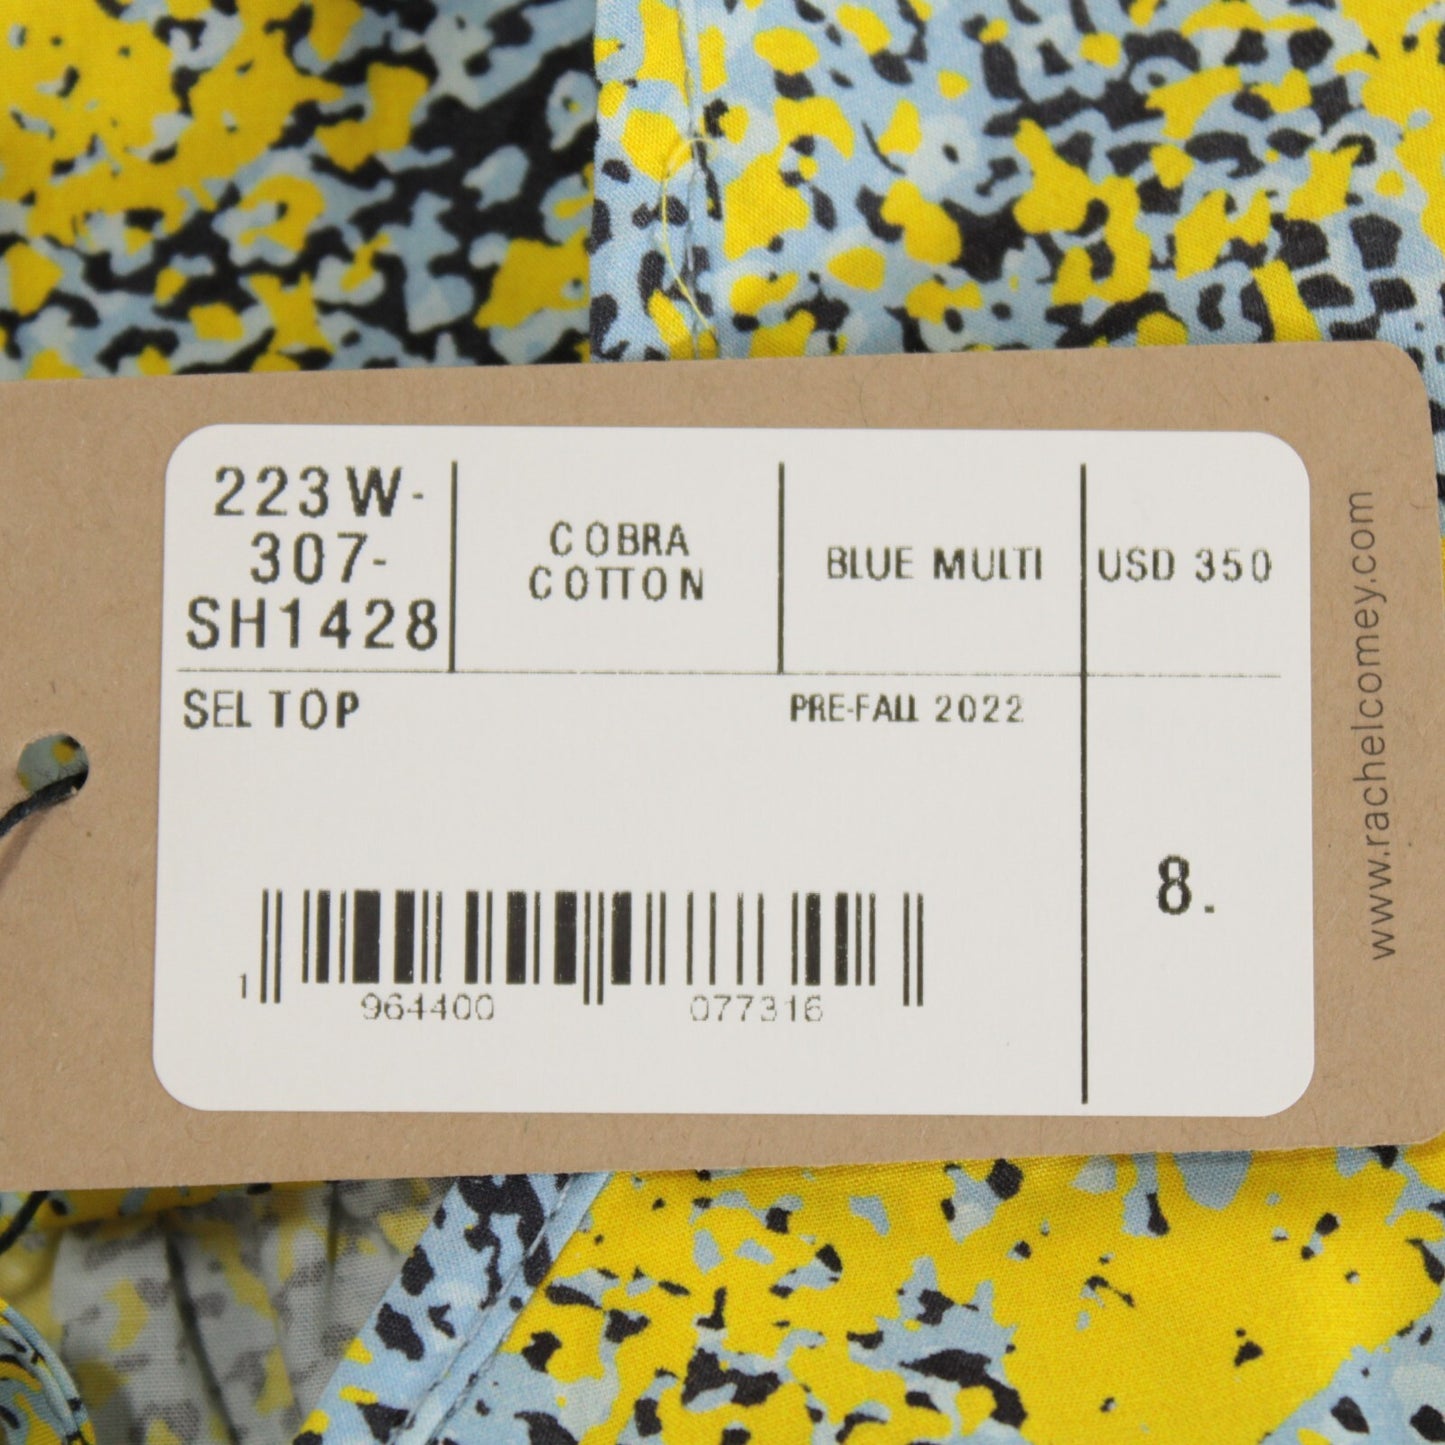 223W-
307-
SH1428
COBRA
COTTON
BLUE MULTI
USD 350
SEL TOP
PRE-FALL 2022
8.
1 964400 077316
www.rachelcomey.com